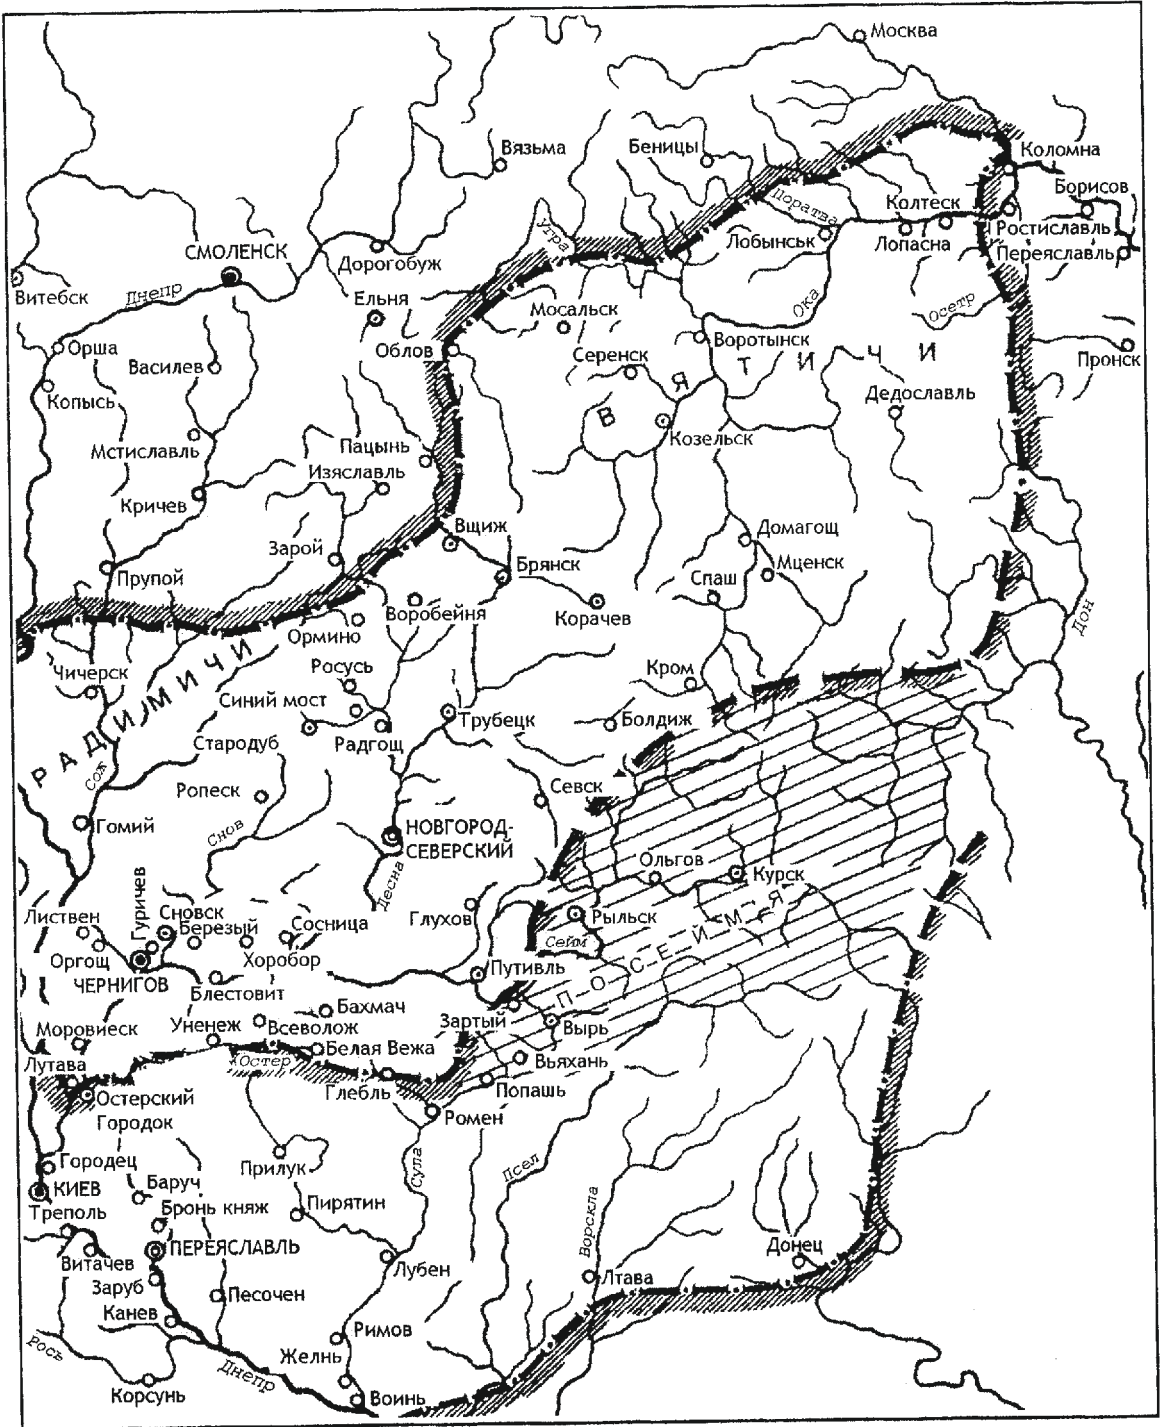 Москва
Вязьма
Беницы
Коломна
Борисов
Поратва
Колтеск
Угра
Лобынськ
Лопасна
Ростиславль
Переяславль
СМОЛЕНСК
Дорогобуж
Витебск
Днепр
Ельня
Мосальск
Ока
Осетр
Орша
Облов
Воротынск
Пронск
Василев
Серенск
ВЯТИЧИ
Дедославль
Копысь
Козельск
Мстиславль
Пацынь
Изяславль
Кричев
Вщиж
Домагощ
Зарой
Брянск
Мценск
Прупой
Спаш
Воробейня
Корачев
Дон
Ормино
РАДИМИЧИ
Чичерск
Росусь
Кром
Синий мост
Трубецк
Болдиж
Стародуб
Радгощ
Сож
Ропеск
Севск
Гомий
Снов
НОВГОРОД-
СЕВЕРСКИЙ
Ольгов
Курск
Десна
Гуричев
Листвен
Сновск
Березый
Сосница
Глухов
Рыльск
Сейм
ПОСЕЙМЯ
Оргощ
Хоробор
ЧЕРНИГОВ
Путивль
Блестовит
Бахмач
Зартый
Моровиеск
Уненеж
Всеволож
Вырь
Белая Вежа
Лутава
Остер
Вьяхань
Глебль
Попашь
Остерский
Городок
Ромен
Городец
Прилук
Сула
Псел
КИЕВ
Баруч
Ворскла
Треполь
Бронь княж
Пирятин
ПЕРЕЯСЛАВЛЬ
Донец
Витачев
Лубен
Лтава
Заруб
Песочен
Канев
Римов
Рось
Желнь
Днепр
Корсунь
Воинь